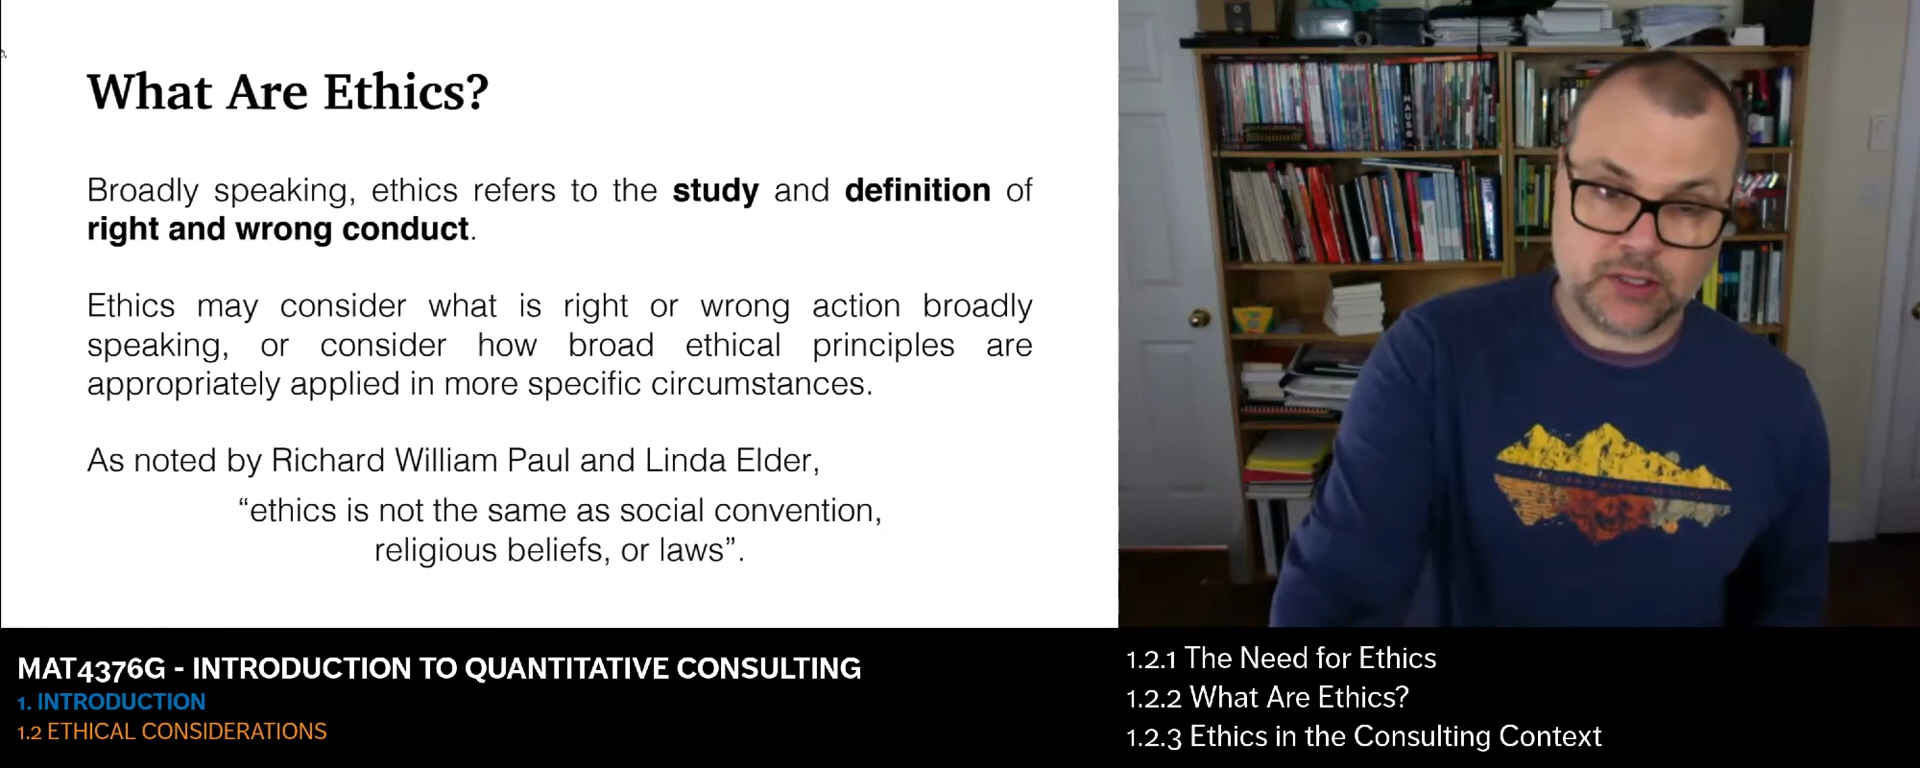 What Are Ethics?
Broadly speaking, ethics refers to the study and definition of
right and wrong conduct.
Ethics may consider what is right or wrong action broadly
speaking, or consider how broad ethical principles are
appropriately applied in more specific circumstances.
As noted by Richard William Paul and Linda Elder,
“ethics is not the same as social convention,
religious beliefs, or laws”.
MAT4376G - INTRODUCTION TO QUANTITATIVE CONSULTING
1. INTRODUCTION
1.2 ETHICAL CONSIDERATIONS
1.2.1 The Need for Ethics
1.2.2 What Are Ethics?
1.2.3 Ethics in the Consulting Context